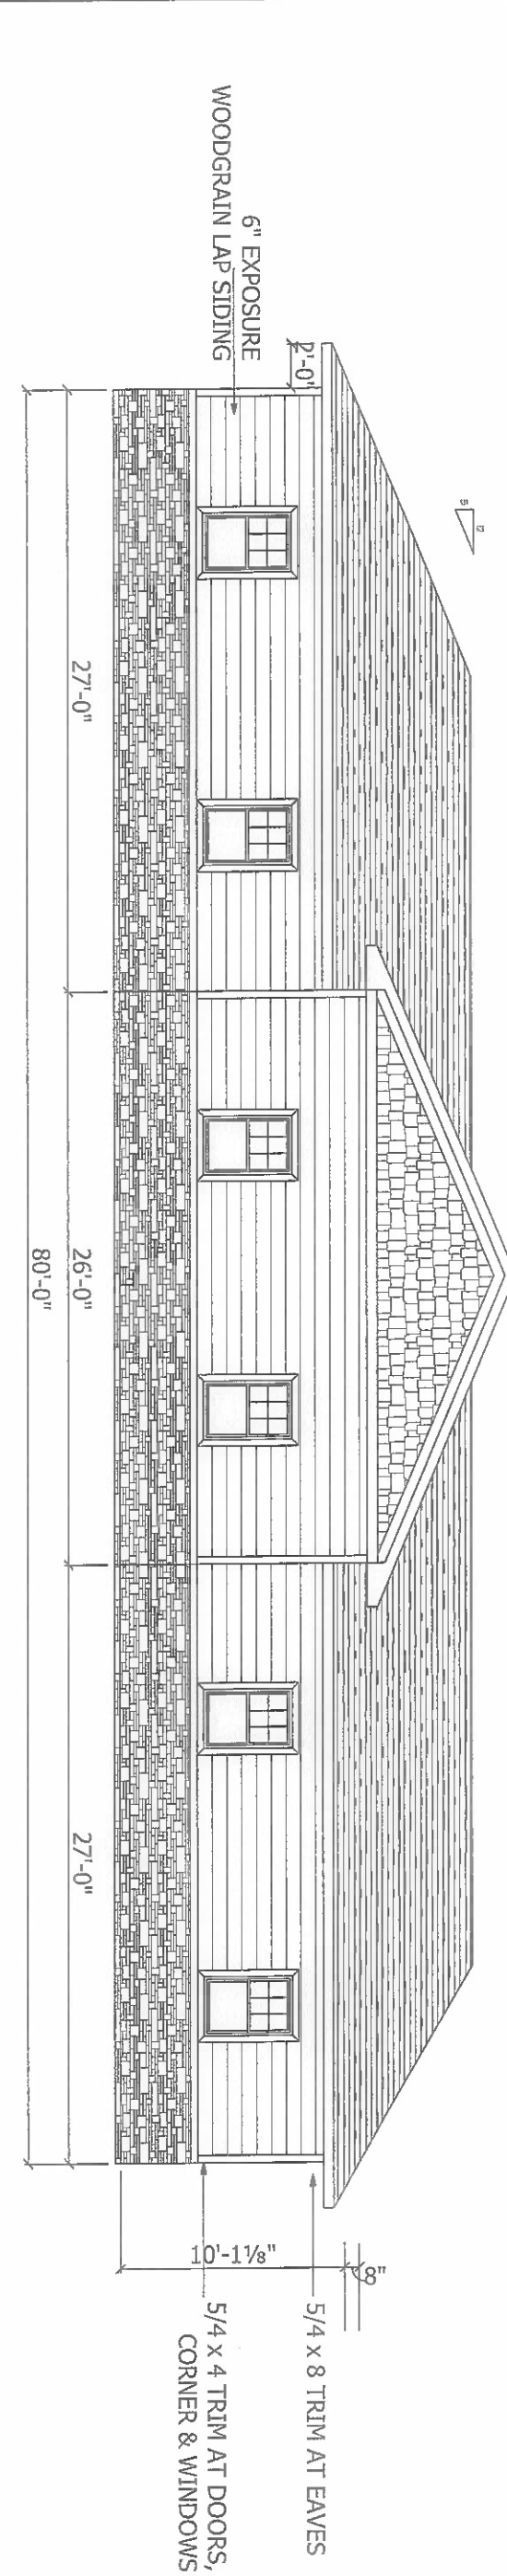 6" EXPOSURE
WOODGRAIN LAP SIDING
2'-0"
12
27'-0"
26'-0"
27'-0"
80'-0"
10'-1⅛"
8"
5/4 x 8 TRIM AT EAVES
5/4 x 4 TRIM AT DOORS,
CORNER & WINDOWS